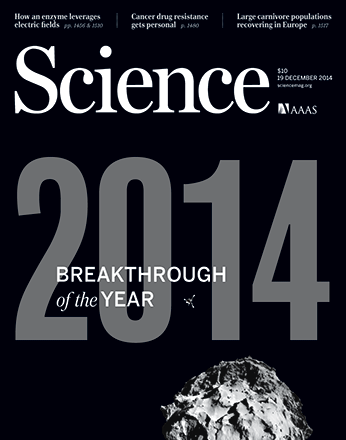 How an enzyme leverages
electric fields pp. 1456 & 1510
Cancer drug resistance
gets personal p. 1480
Large carnivore populations
recovering in Europe p. 1517
Science
$10
19 DECEMBER 2014
sciencemag.org
AAAS
2014
BREAKTHROUGH
of the YEAR